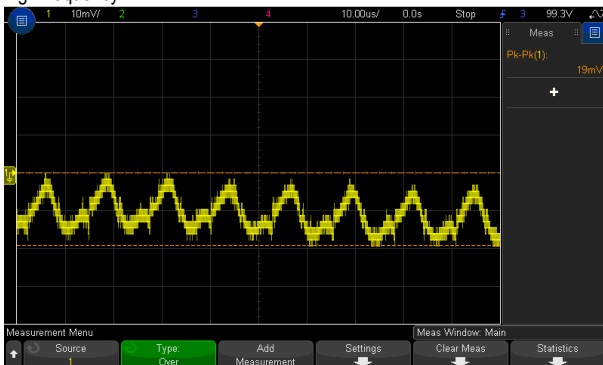 1 10mV/ 2 3 4 10.00us/ 0.0s Stop 3 99.3V
Meas
Pk-Pk(1):
19mV
+
Measurement Menu
Meas Window: Main
Source Type: Add Settings Clear Meas Statistics
1 Over Measurement